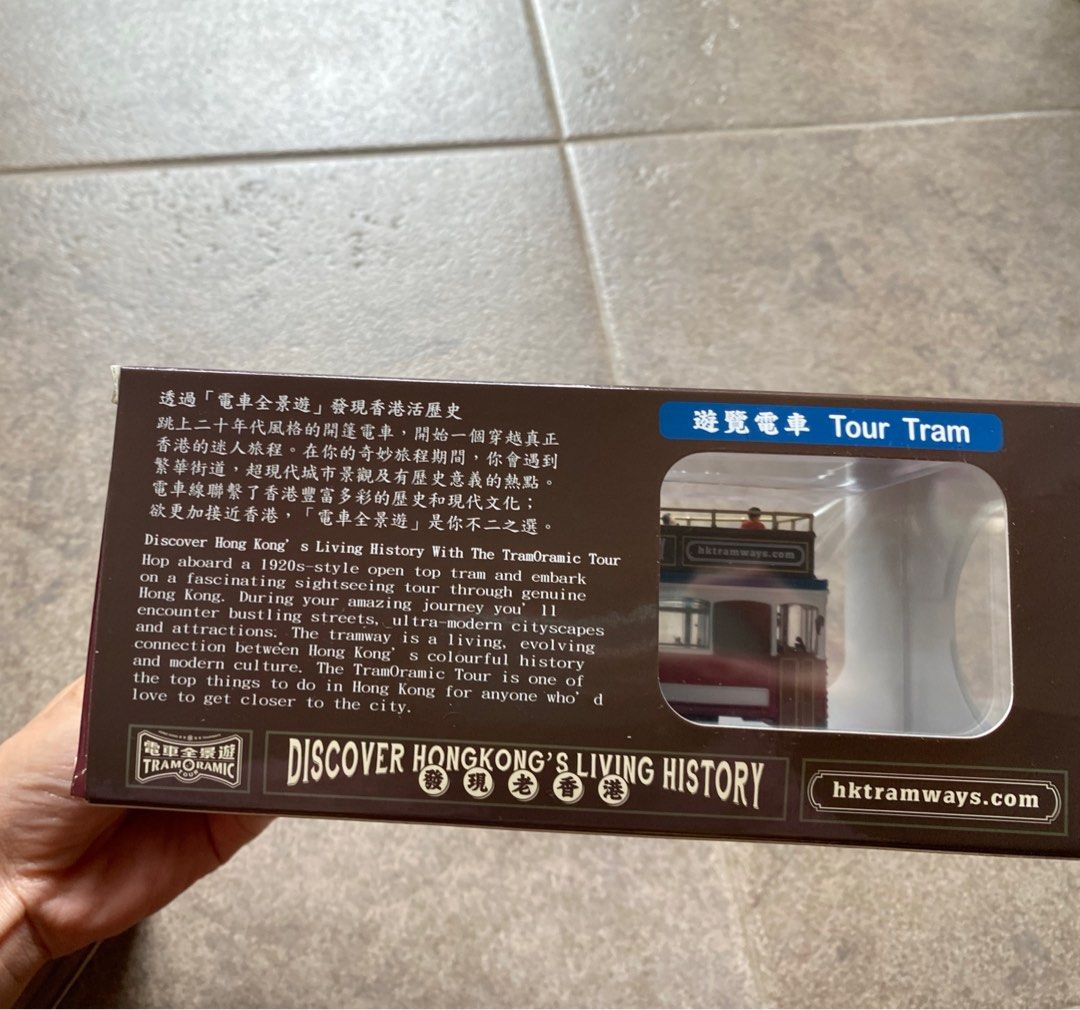 透過「電車全景遊」發現香港活歷史
跳上二十年代風格的開篷電車，開始一個穿越真正
香港的迷人旅程。在你的奇妙旅程期間，你會遇到
繁華街道，超現代城市景觀及有歷史意義的熱點。
電車線聯繫了香港豐富多彩的歷史和現代文化；
欲更加接近香港，「電車全景遊」是你不二之選。
Discover Hong Kong's Living History With The TramOramic Tour
Hop aboard a 1920s-style open top tram and embark
on a fascinating sightseeing tour through genuine
Hong Kong. During your amazing journey you'll
encounter bustling streets, ultra-modern cityscapes
and attractions. The tramway is a living, evolving
connection between Hong Kong's colourful history
and modern culture. The TramOramic Tour is one of
the top things to do in Hong Kong for anyone who'd
love to get closer to the city.
遊覽電車 Tour Tram
hktramways.com
電車全景遊
TRAMORAMIC
TOUR
DISCOVER HONGKONG'S LIVING HISTORY
發現老香港
hktramways.com